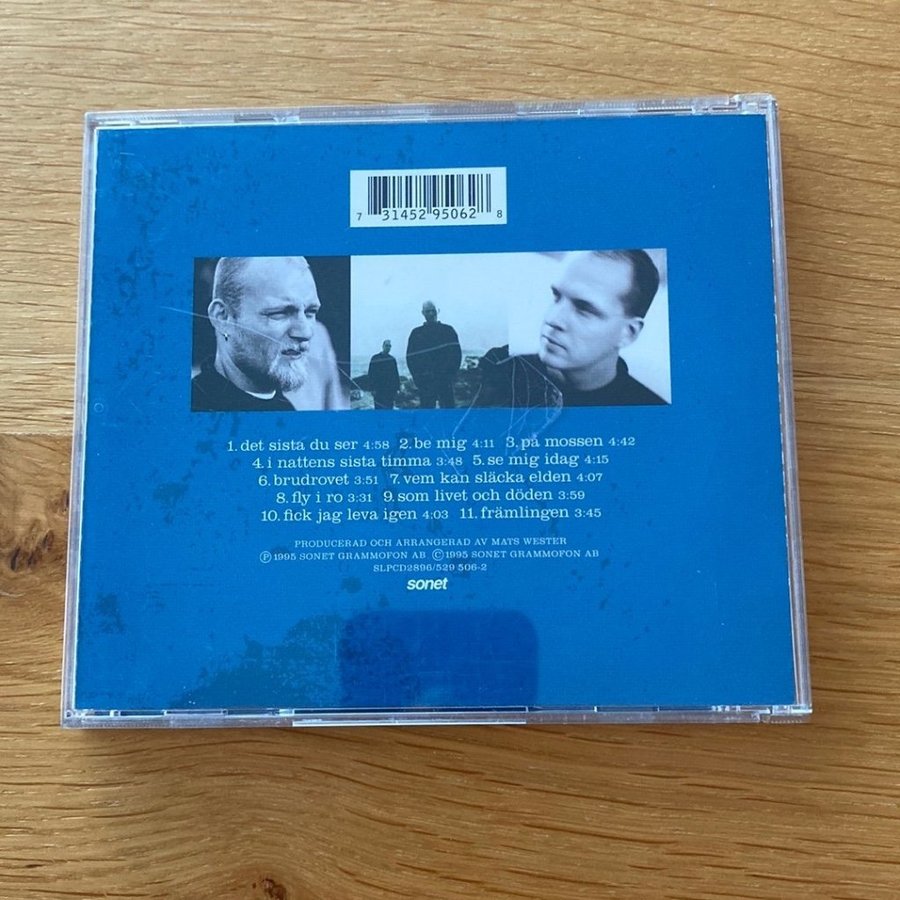 7 31452 95062 8
1. det sista du ser 4:58 2. be mig 4:11 3. på mossen 4:42
4. i nattens sista timma 3:48 5. se mig idag 4:15
6. brudrovet 3:51 7. vem kan släcka elden 4:07
8. fly i ro 3:31 9. som livet och döden 3:59
10. fick jag leva igen 4:03 11. främlingen 3:45
PRODUCERAD OCH ARRANGERAD AV MATS WESTER
Ⓟ1995 SONET GRAMMOFON AB ©1995 SONET GRAMMOFON AB
SLPCD2896/529 506-2
sonet